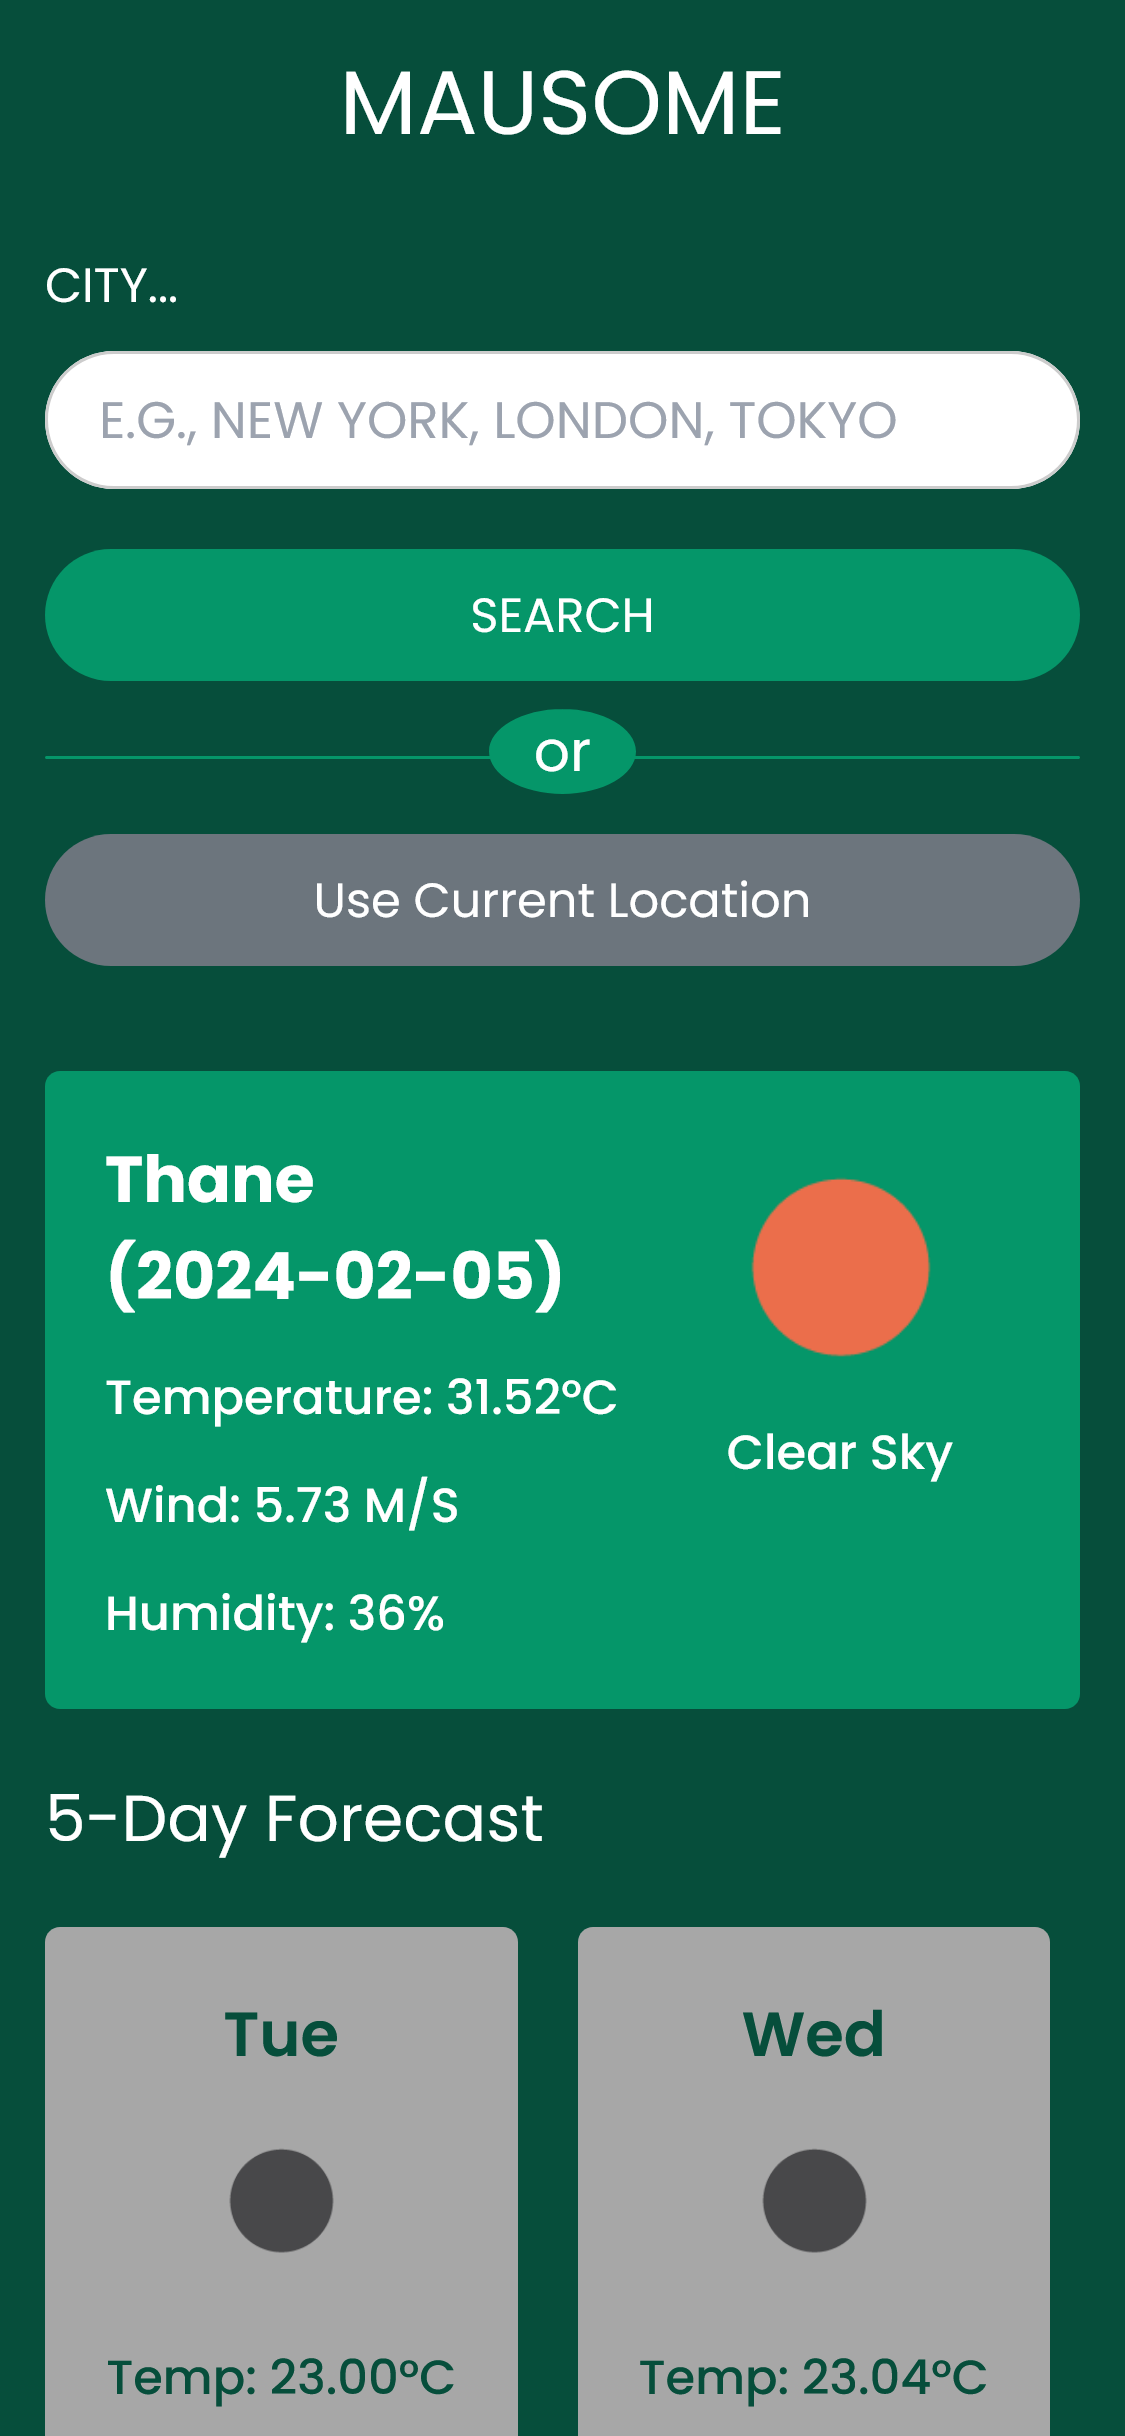 MAUSOME
CITY...
E.G., NEW YORK, LONDON, TOKYO
SEARCH
or
Use Current Location
Thane
(2024-02-05)
Temperature: 31.52°C
Clear Sky
Wind: 5.73 M/S
Humidity: 36%
5-Day Forecast
Tue
Wed
Temp: 23.00°C
Temp: 23.04°C